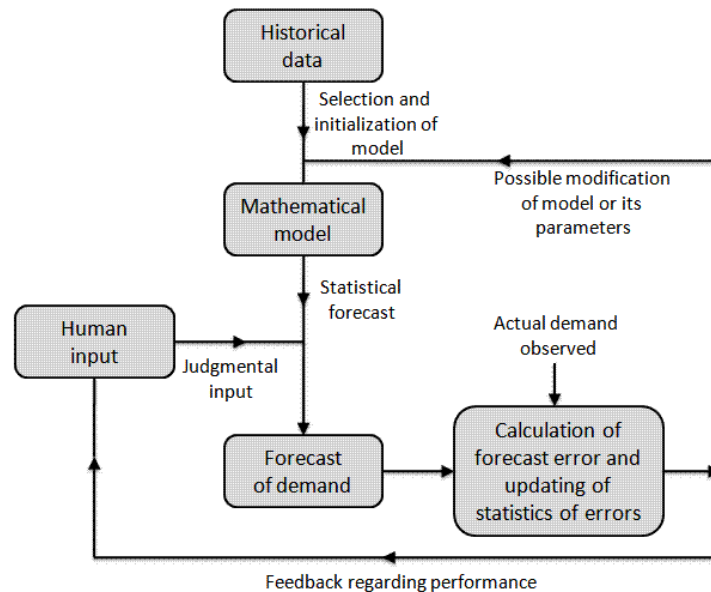 Historical
data
Selection and
initialization of
model
Possible modification
of model or its
parameters
Mathematical
model
Statistical
forecast
Human
input
Judgmental
input
Actual demand
observed
Forecast
of demand
Calculation of
forecast error and
updating of
statistics of errors
Feedback regarding performance